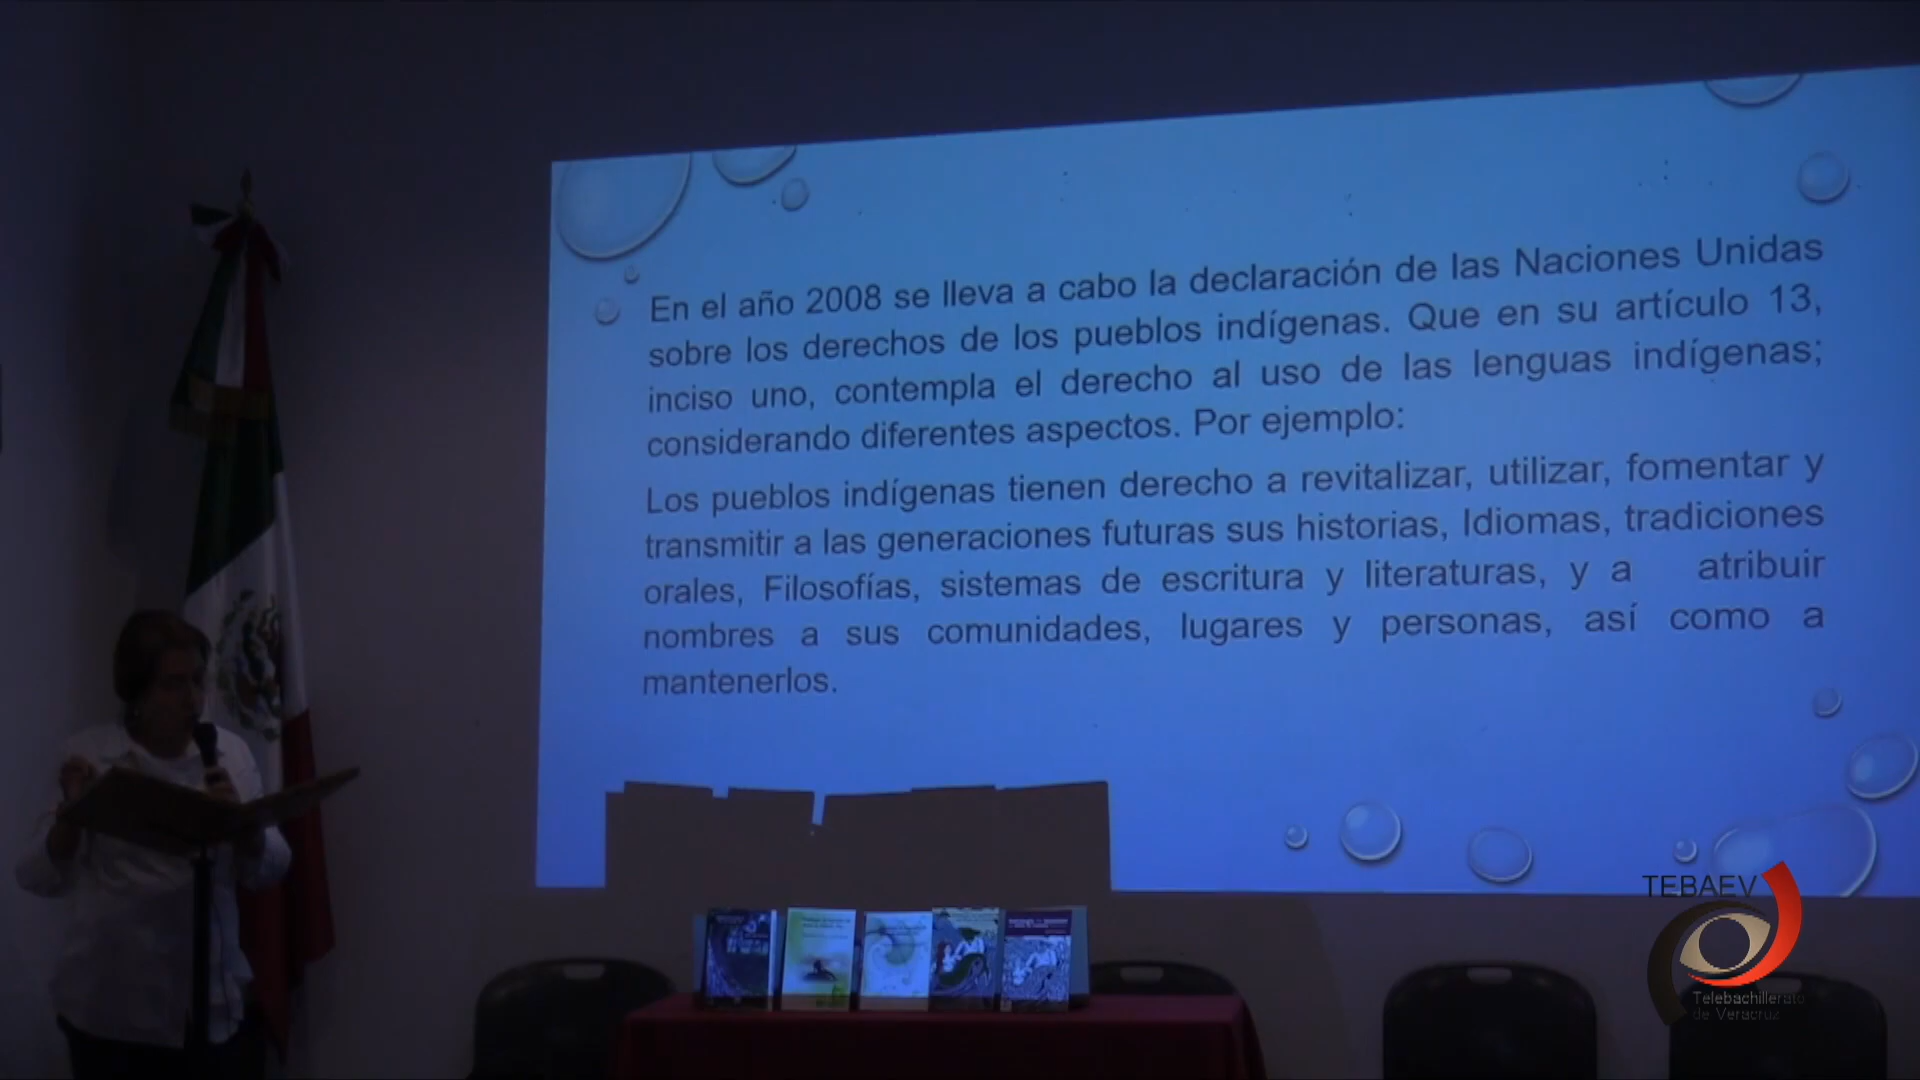 En el año 2008 se lleva a cabo la declaración de las Naciones Unidas
sobre los derechos de los pueblos indígenas. Que en su artículo 13,
inciso uno, contempla el derecho al uso de las lenguas indígenas;
considerando diferentes aspectos. Por ejemplo:
Los pueblos indígenas tienen derecho a revitalizar, utilizar, fomentar y
transmitir a las generaciones futuras sus historias, Idiomas, tradiciones
orales, Filosofías, sistemas de escritura y literaturas, y a atribuir
nombres a sus comunidades, lugares y personas, así como a
mantenerlos.
TEBAEV
Telebachillerato
de Veracruz